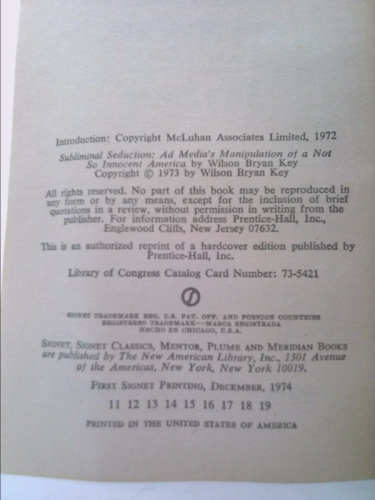 Introduction: Copyright McLuhan Associates Limited, 1972
Subliminal Seduction: Ad Media's Manipulation of a Not
So Innocent America by Wilson Bryan Key
Copyright © 1973 by Wilson Bryan Key
All rights reserved. No part of this book may be reproduced in
any form or by any means, except for the inclusion of brief
quotations in a review, without permission in writing from the
publisher. For information address Prentice-Hall, Inc.,
Englewood Cliffs, New Jersey 07632.
This is an authorized reprint of a hardcover edition published by
Prentice-Hall, Inc.
Library of Congress Catalog Card Number: 73-5421
SIGNET TRADEMARK REG. U.S. PAT. OFF. AND FOREIGN COUNTRIES
REGISTERED TRADEMARK—MARCA REGISTRADA
HECHO EN CHICAGO, U.S.A.
SIGNET, SIGNET CLASSICS, MENTOR, PLUME AND MERIDIAN BOOKS
are published by The New American Library, Inc., 1301 Avenue
of the Americas, New York, New York 10019.
FIRST SIGNET PRINTING, DECEMBER, 1974
11 12 13 14 15 16 17 18 19
PRINTED IN THE UNITED STATES OF AMERICA